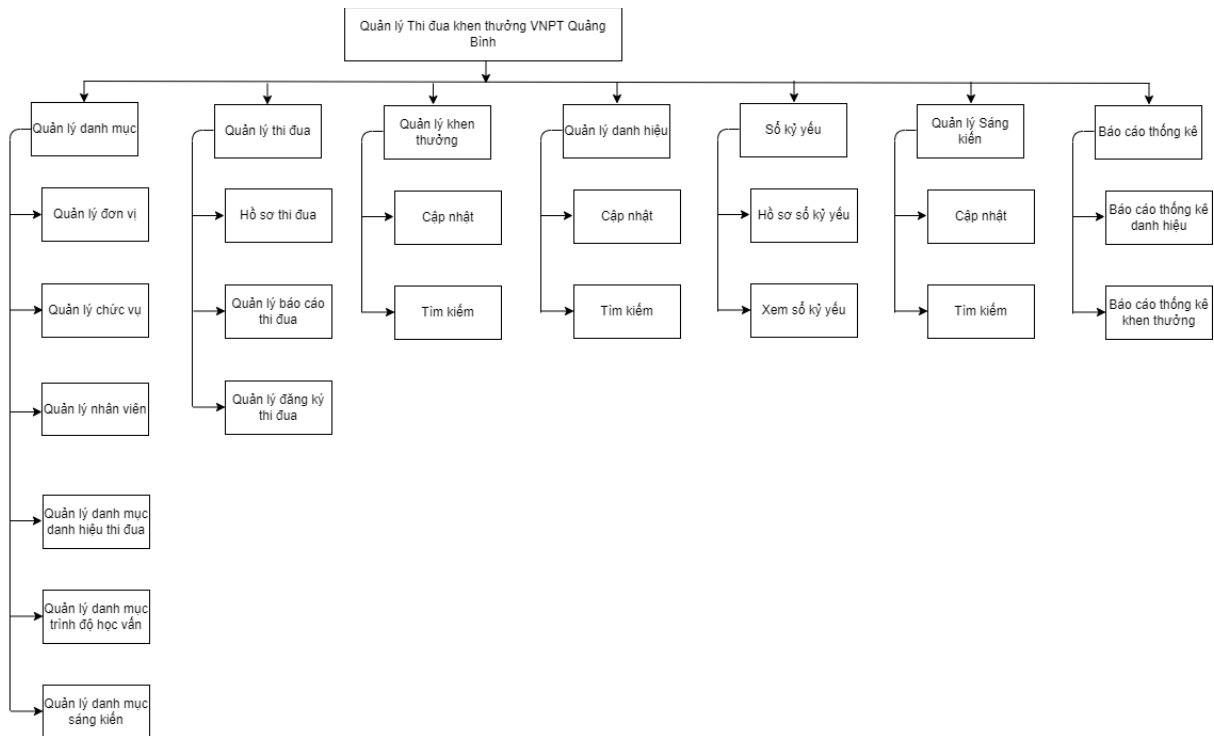 Quản lý Thi đua khen thưởng VNPT Quảng
Bình
Quản lý danh mục
Quản lý thi đua
Quản lý khen
thưởng
Quản lý danh hiệu
Sổ kỷ yếu
Quản lý Sáng
kiến
Báo cáo thống kê
Quản lý đơn vị
Hồ sơ thi đua
Cập nhật
Cập nhật
Hồ sơ sổ kỷ yếu
Cập nhật
Báo cáo thống kê
danh hiệu
Quản lý chức vụ
Quản lý báo cáo
thi đua
Tìm kiếm
Tìm kiếm
Xem sổ kỷ yếu
Tìm kiếm
Báo cáo thống kê
khen thưởng
Quản lý nhân viên
Quản lý đăng ký
thi đua
Quản lý danh mục
danh hiệu thi đua
Quản lý danh mục
trình độ học vấn
Quản lý danh mục
sáng kiến